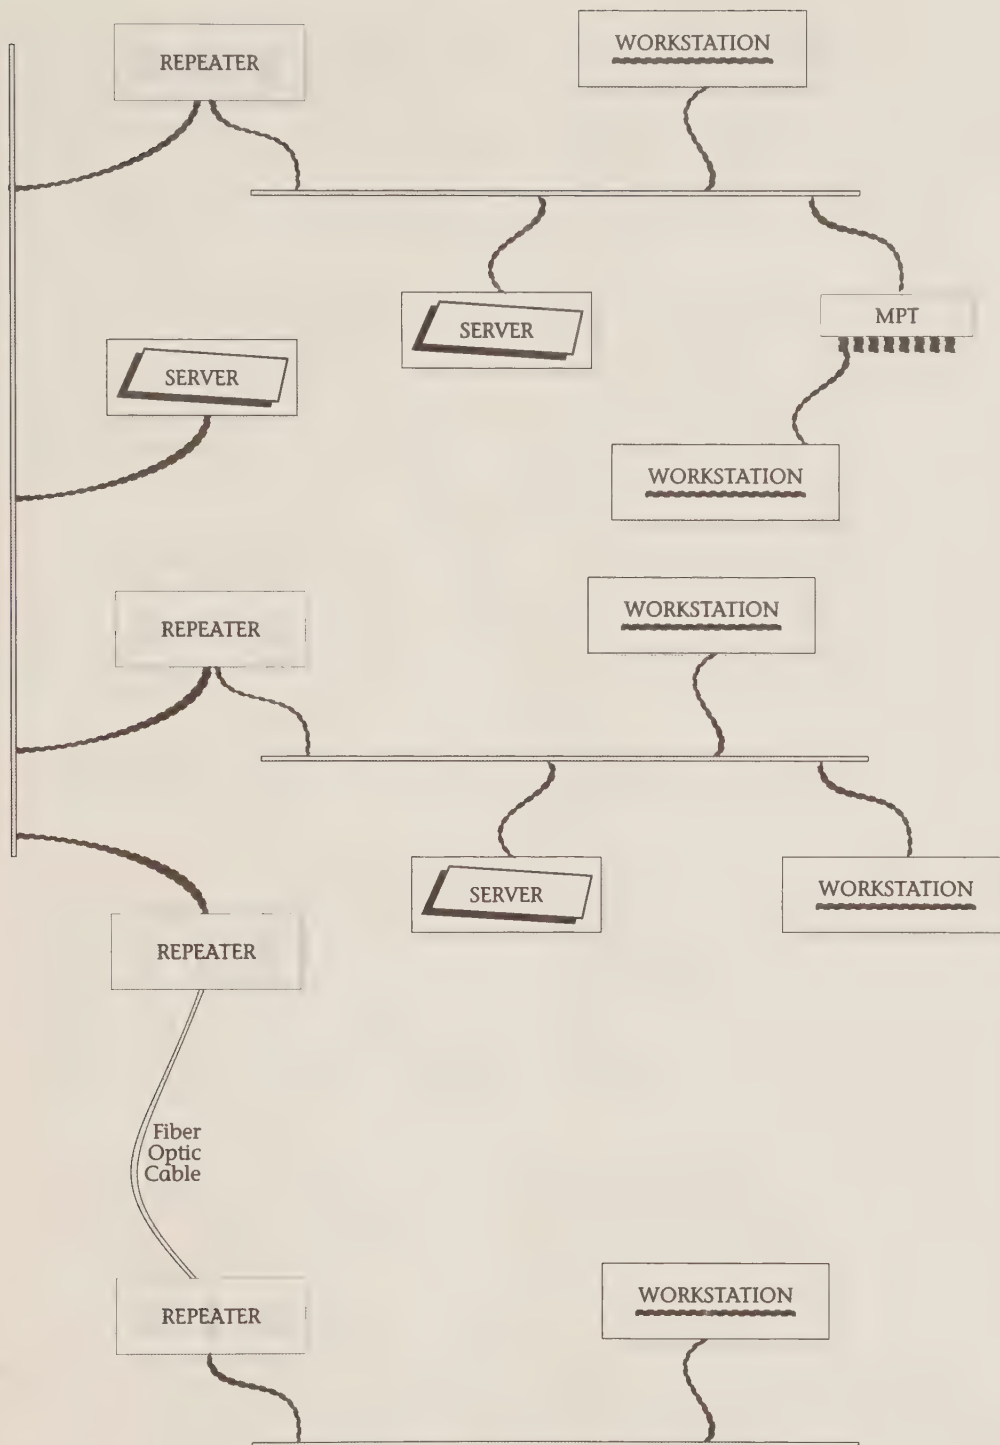 REPEATER
WORKSTATION
SERVER
MPT
SERVER
WORKSTATION
REPEATER
WORKSTATION
SERVER
WORKSTATION
REPEATER
Fiber
Optic
Cable
REPEATER
WORKSTATION